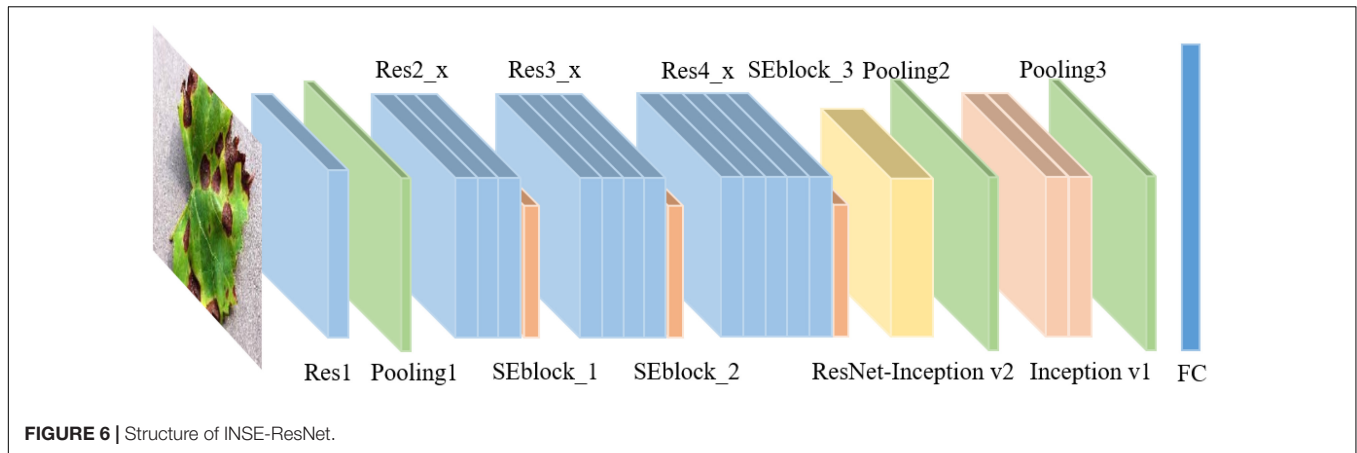 Res2_x Res3_x Res4_x SEblock_3 Pooling2 Pooling3
Res1 Pooling1 SEblock_1 SEblock_2 ResNet-Inception v2 Inception v1 FC
FIGURE 6 | Structure of INSE-ResNet.